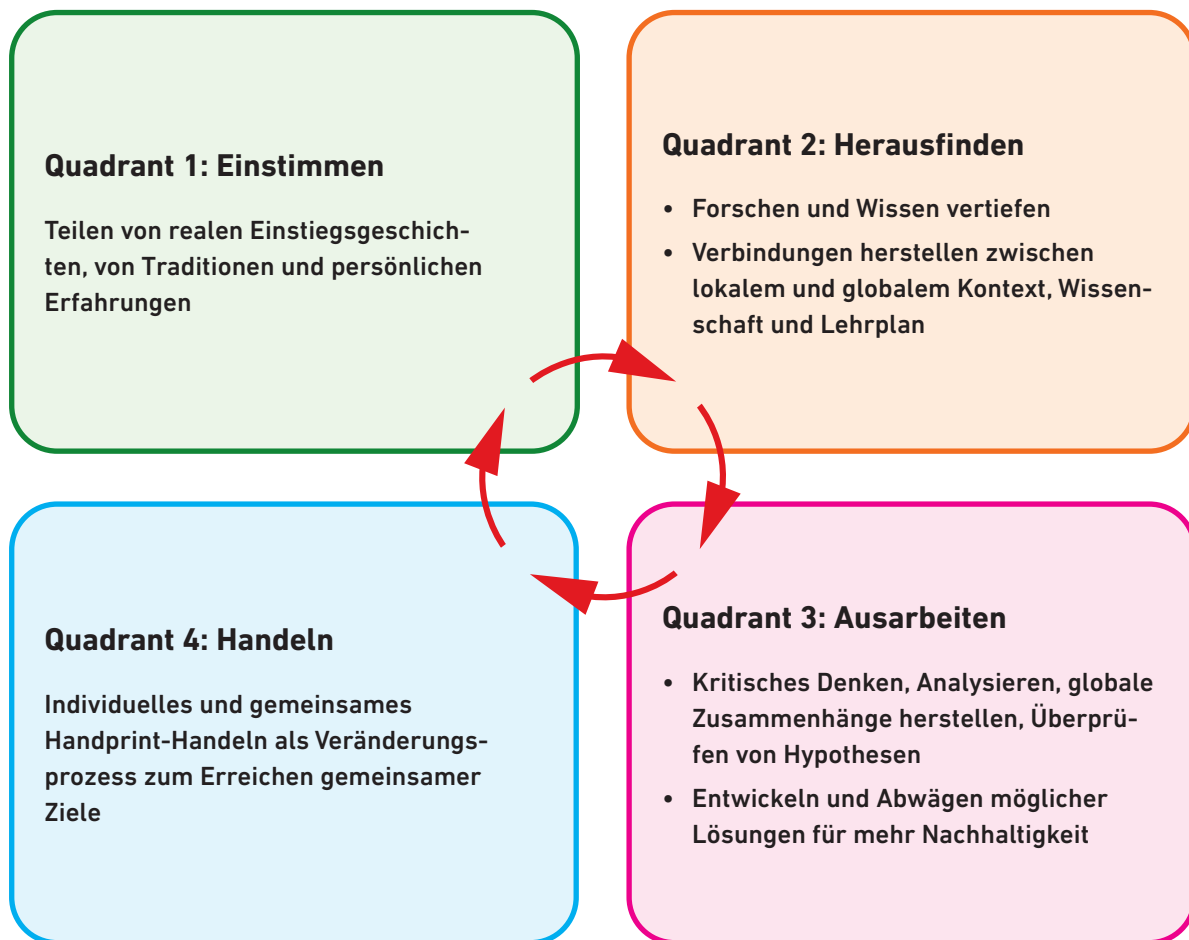 Quadrant 1: Einstimmen
Teilen von realen Einstiegsgeschich-
ten, von Traditionen und persönlichen
Erfahrungen
Quadrant 2: Herausfinden
• Forschen und Wissen vertiefen
• Verbindungen herstellen zwischen
lokalem und globalem Kontext, Wissen-
schaft und Lehrplan
Quadrant 3: Ausarbeiten
• Kritisches Denken, Analysieren, globale
Zusammenhänge herstellen, Überprü-
fen von Hypothesen
• Entwickeln und Abwägen möglicher
Lösungen für mehr Nachhaltigkeit
Quadrant 4: Handeln
Individuelles und gemeinsames
Handprint-Handeln als Veränderungs-
prozess zum Erreichen gemeinsamer
Ziele